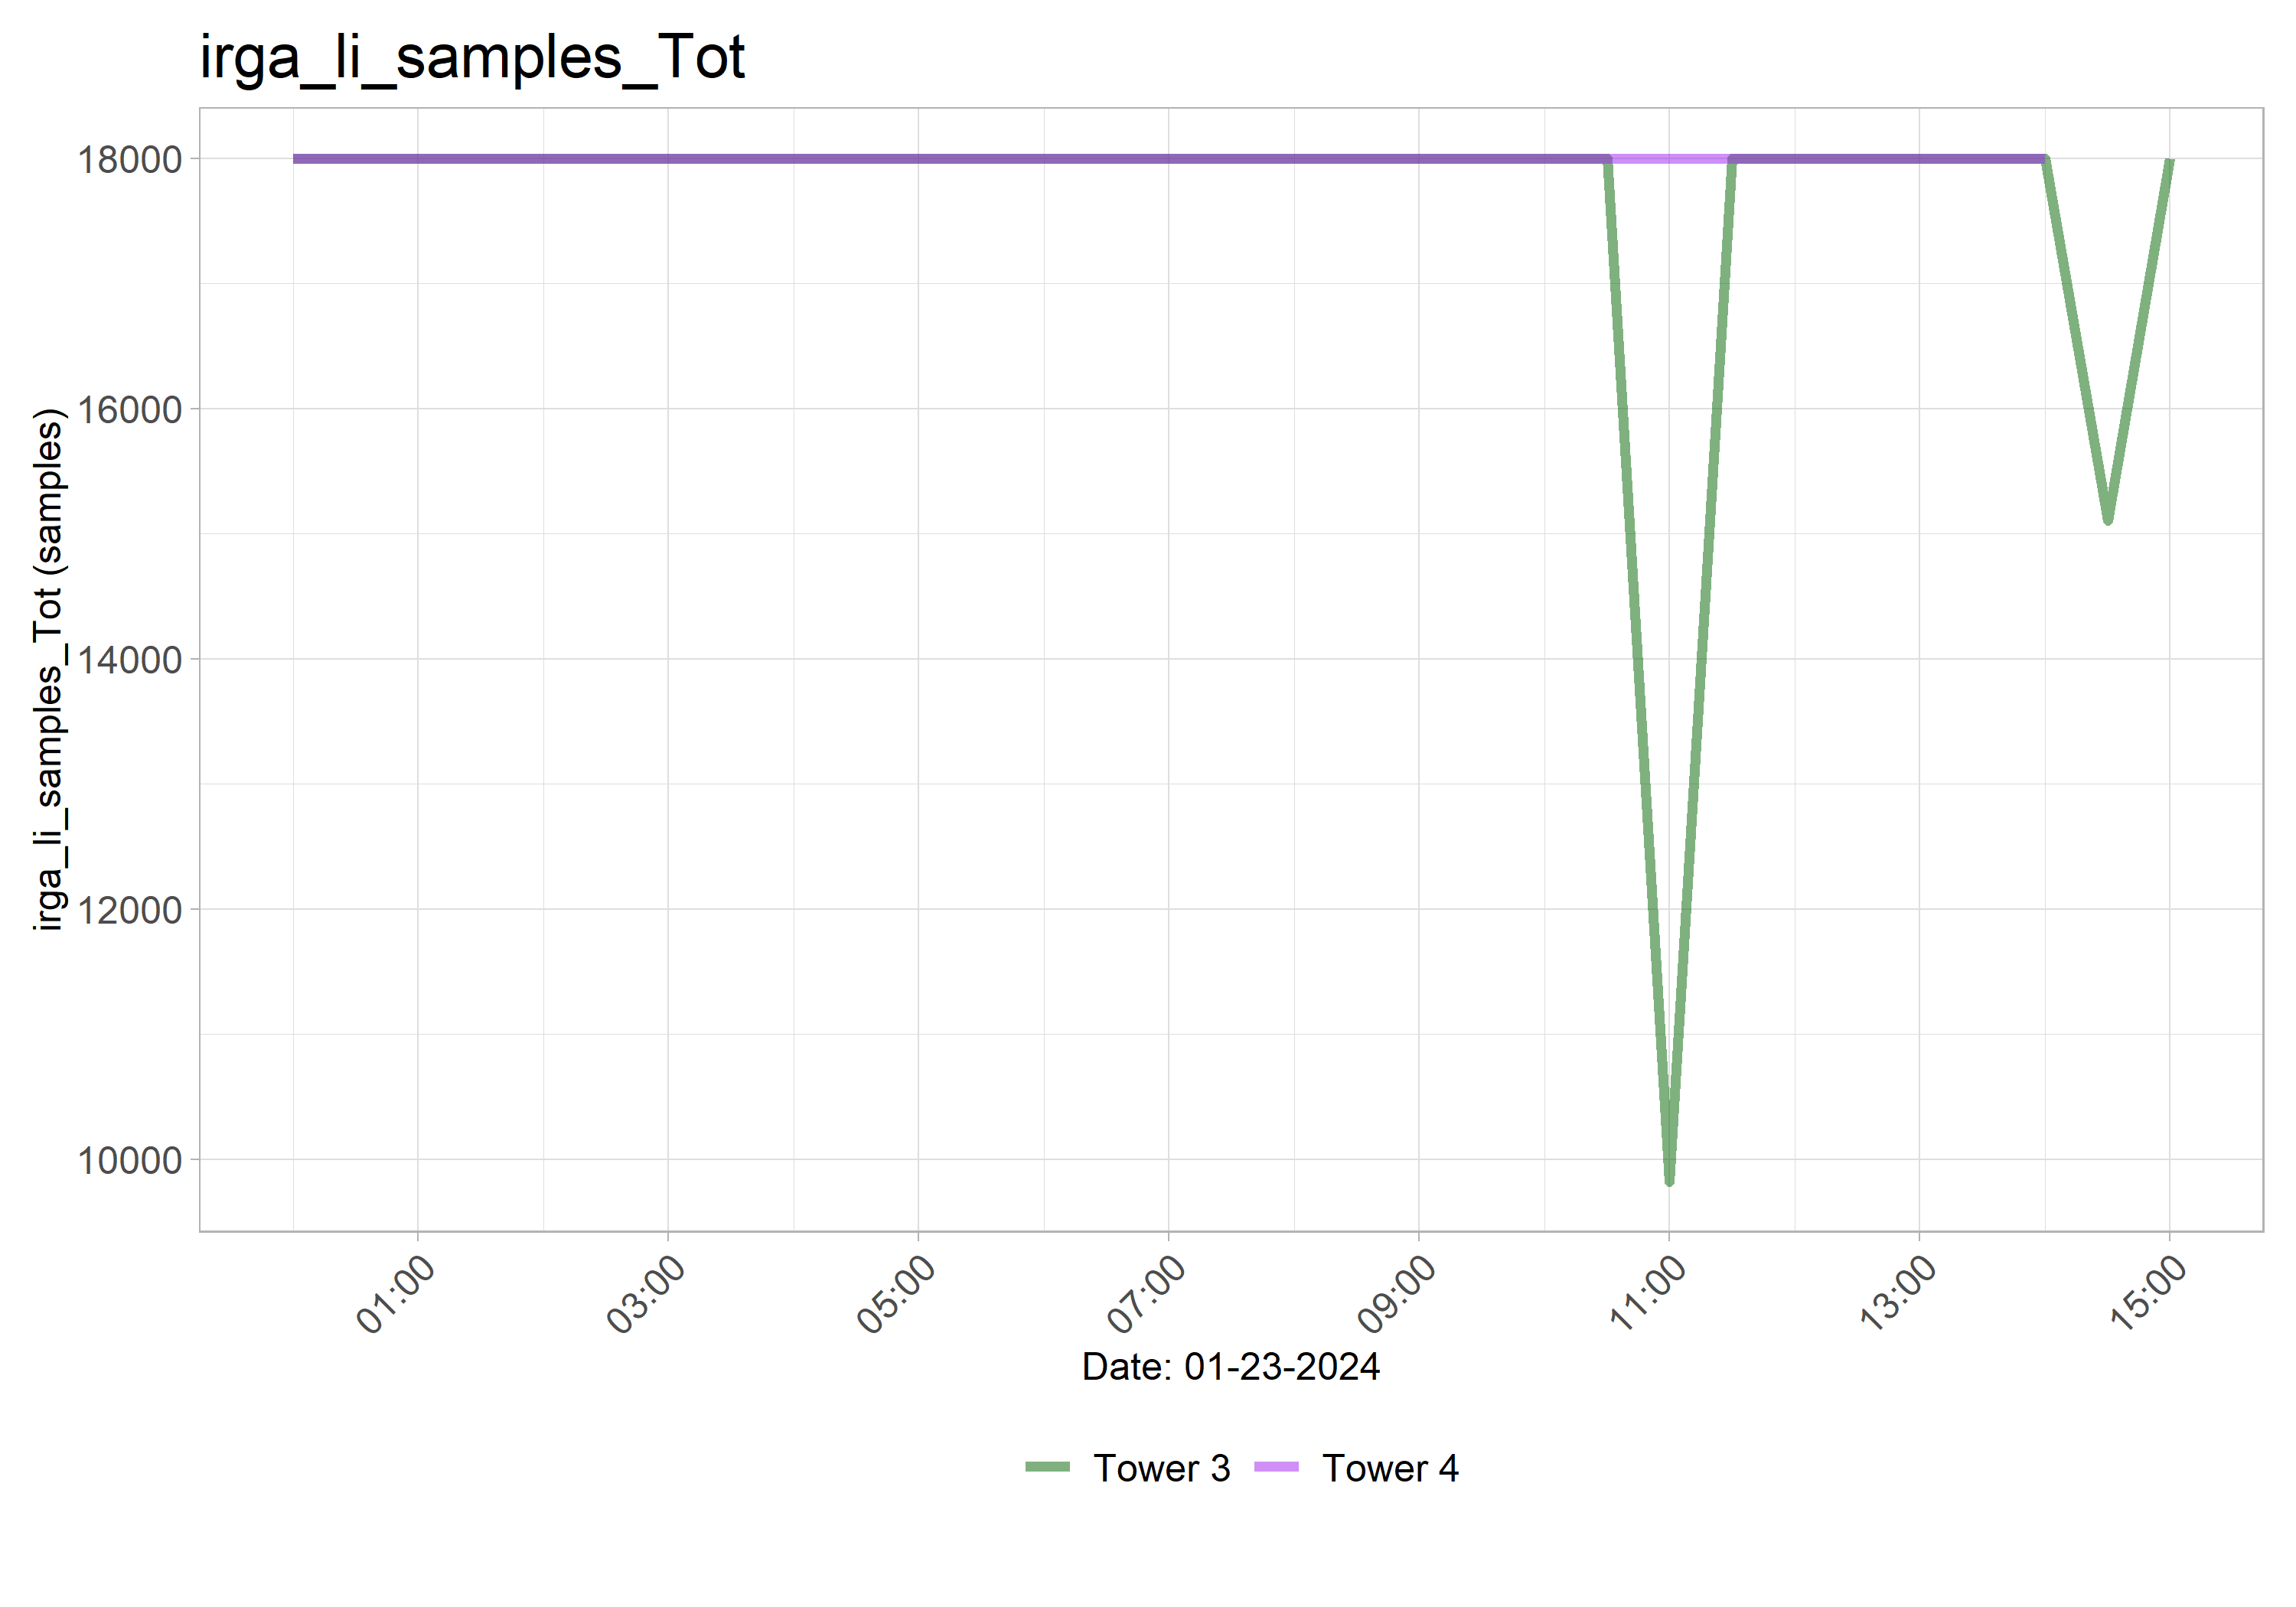 irga_li_samples_Tot
irga_li_samples_Tot (samples)
18000
16000
14000
12000
10000
01:00
03:00
05:00
07:00
09:00
11:00
13:00
15:00
Date: 01-23-2024
Tower 3
Tower 4